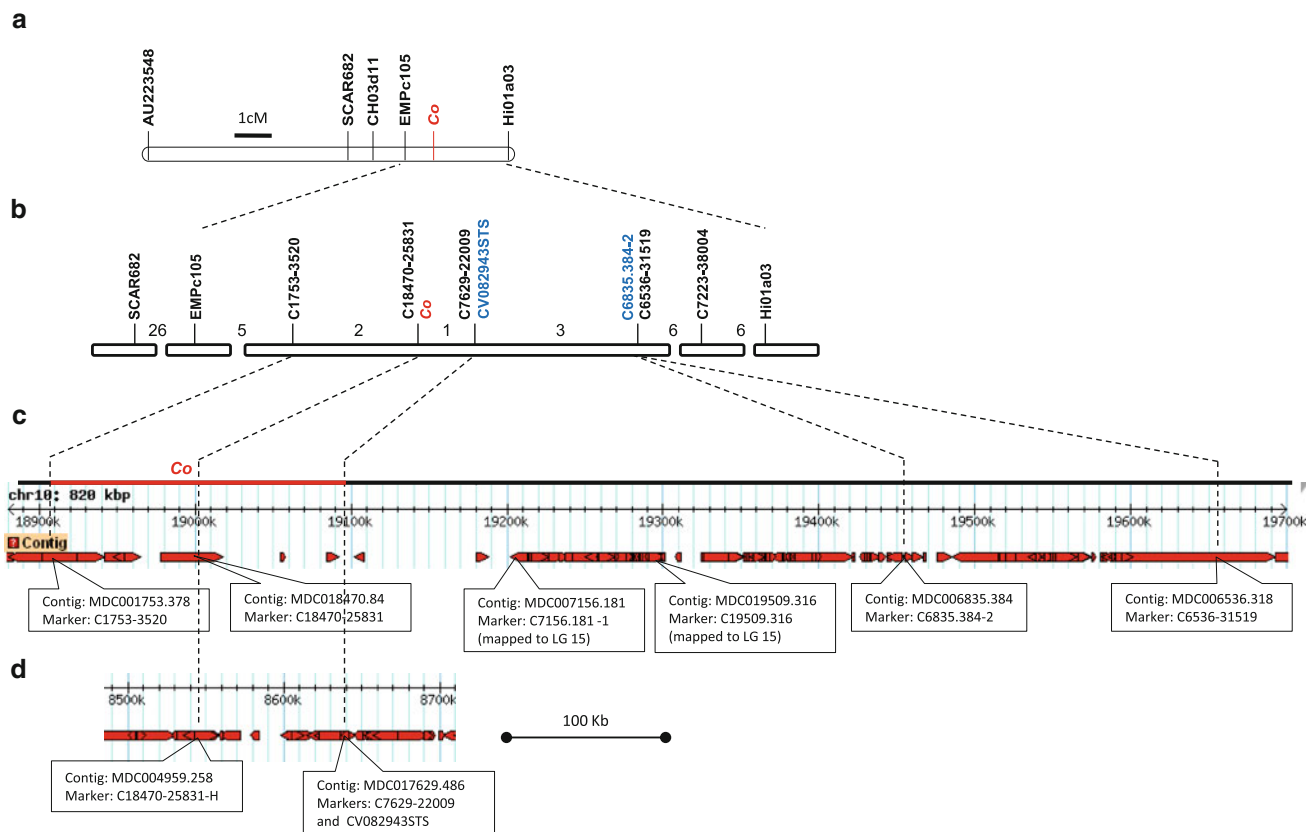 a
AU223548
SCAR682
CH03d11
EMPc105
Co
Hi01a03
1cM
b
SCAR682
EMPc105
C1753-3520
C18470-25831
Co
C7629-22009
CV082943STS
C6835.384-2
C6536-31519
C7223-38004
Hi01a03
26 5 2 1 3 6 6
c
Co
chr10: 820 kbp
18900k 19000k 19100k 19200k 19300k 19400k 19500k 19600k 19700k
? Contig
Contig: MDC001753.378
Marker: C1753-3520
Contig: MDC018470.84
Marker: C18470-25831
Contig: MDC007156.181
Marker: C7156.181 -1
(mapped to LG 15)
Contig: MDC019509.316
Marker: C19509.316
(mapped to LG 15)
Contig: MDC006835.384
Marker: C6835.384-2
Contig: MDC006536.318
Marker: C6536-31519
d
8500k 8600k 8700k
100 Kb
Contig: MDC004959.258
Marker: C18470-25831-H
Contig: MDC017629.486
Markers: C7629-22009
and CV082943STS